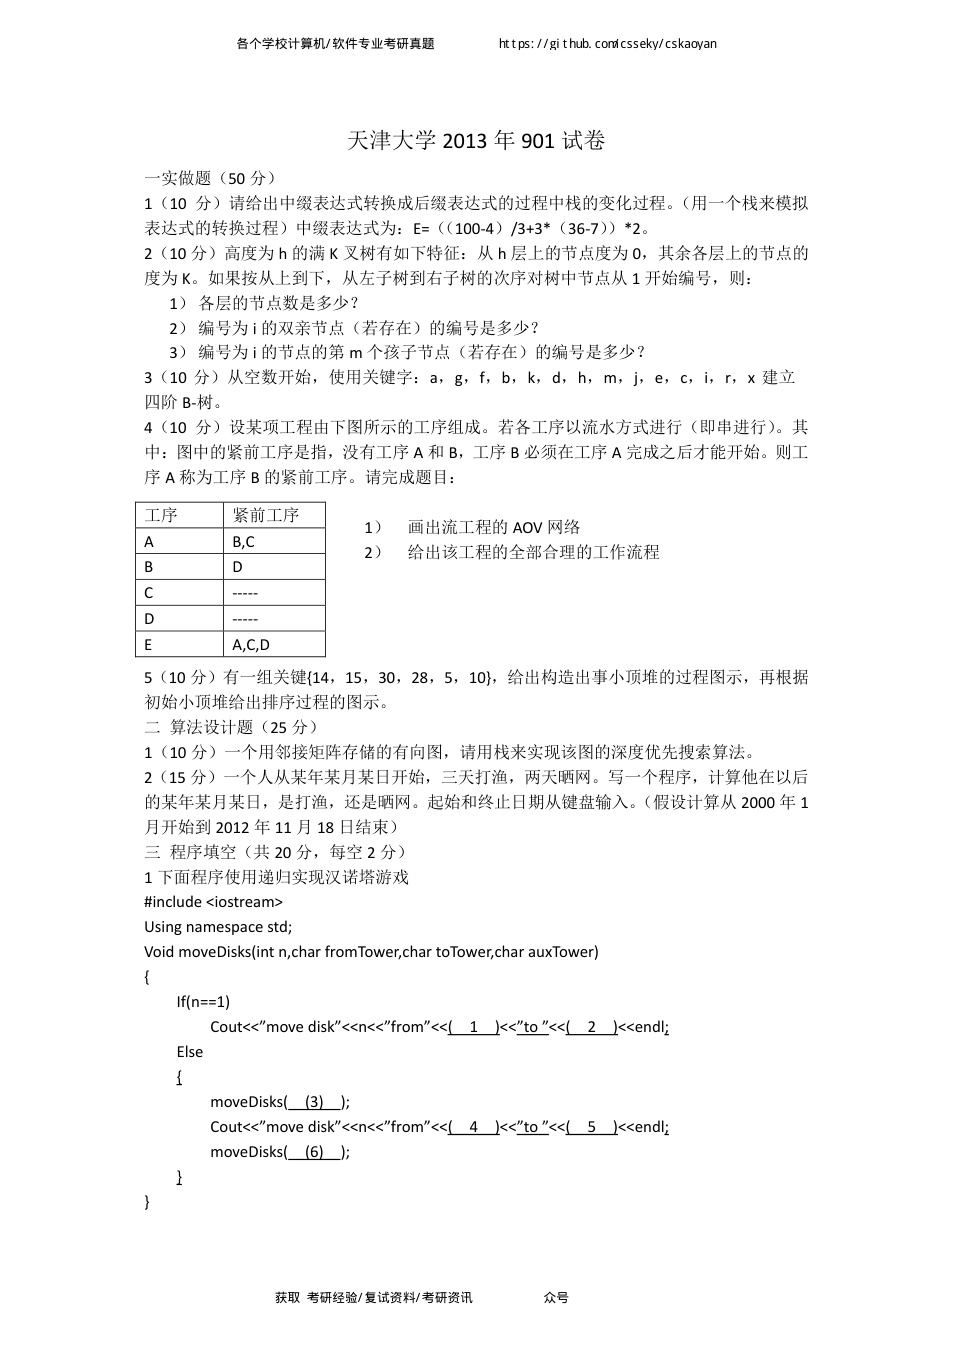 各个学校计算机/软件专业考研真题 https://github.com/csseky/cskaoyan
天津大学 2013 年 901 试卷
一实做题（50 分）
1（10 分）请给出中缀表达式转换成后缀表达式的过程中栈的变化过程。（用一个栈来模拟
表达式的转换过程）中缀表达式为：E=（（100-4）/3+3*（36-7））*2。
2（10 分）高度为 h 的满 K 叉树有如下特征：从 h 层上的节点度为 0，其余各层上的节点的
度为 K。如果按从上到下，从左子树到右子树的次序对树中节点从 1 开始编号，则：
1） 各层的节点数是多少？
2） 编号为 i 的双亲节点（若存在）的编号是多少？
3） 编号为 i 的节点的第 m 个孩子节点（若存在）的编号是多少？
3（10 分）从空数开始，使用关键字：a，g，f，b，k，d，h，m，j，e，c，i，r，x 建立
四阶 B-树。
4（10 分）设某项工程由下图所示的工序组成。若各工序以流水方式进行（即串进行）。其
中：图中的紧前工序是指，没有工序 A 和 B，工序 B 必须在工序 A 完成之后才能开始。则工
序 A 称为工序 B 的紧前工序。请完成题目：
工序 紧前工序
A B,C
B D
C -----
D -----
E A,C,D
1） 画出流工程的 AOV 网络
2） 给出该工程的全部合理的工作流程
5（10 分）有一组关键{14，15，30，28，5，10}，给出构造出事小顶堆的过程图示，再根据
初始小顶堆给出排序过程的图示。
二 算法设计题（25 分）
1（10 分）一个用邻接矩阵存储的有向图，请用栈来实现该图的深度优先搜索算法。
2（15 分）一个人从某年某月某日开始，三天打渔，两天晒网。写一个程序，计算他在以后
的某年某月某日，是打渔，还是晒网。起始和终止日期从键盘输入。（假设计算从 2000 年 1
月开始到 2012 年 11 月 18 日结束）
三 程序填空（共 20 分，每空 2 分）
1 下面程序使用递归实现汉诺塔游戏
#include <iostream>
Using namespace std;
Void moveDisks(int n,char fromTower,char toTower,char auxTower)
{
If(n==1)
Cout<<”move disk”<<n<<”from”<<( 1 )<<”to ”<<( 2 )<<endl;
Else
{
moveDisks( (3) );
Cout<<”move disk”<<n<<”from”<<( 4 )<<”to ”<<( 5 )<<endl;
moveDisks( (6) );
}
}
获取 考研经验/复试资料/考研资讯 众号